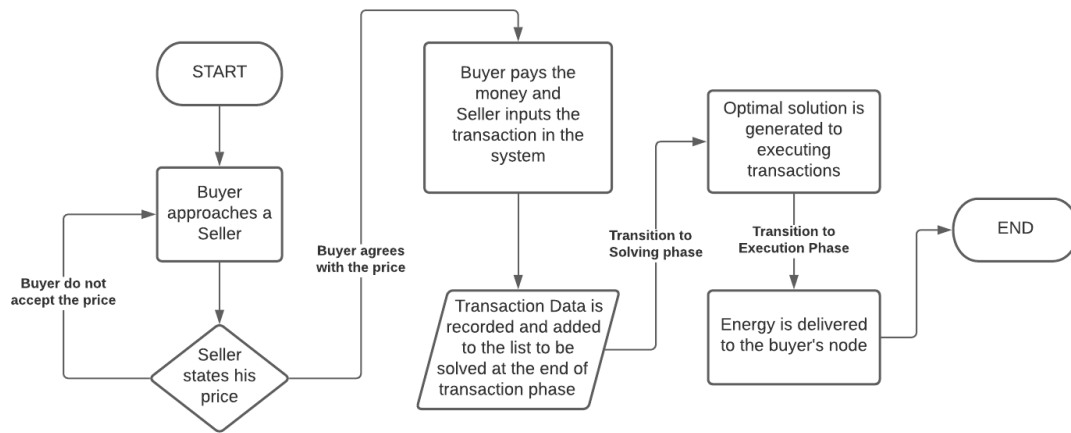 START
Buyer
approaches a
Seller
Buyer do not
accept the price
Seller
states his
price
Buyer agrees
with the price
Buyer pays the
money and
Seller inputs the
transaction in the
system
Transaction Data is
recorded and added
to the list to be
solved at the end of
transaction phase
Transition to
Solving phase
Optimal solution is
generated to
executing
transactions
Transition to
Execution Phase
Energy is delivered
to the buyer's node
END